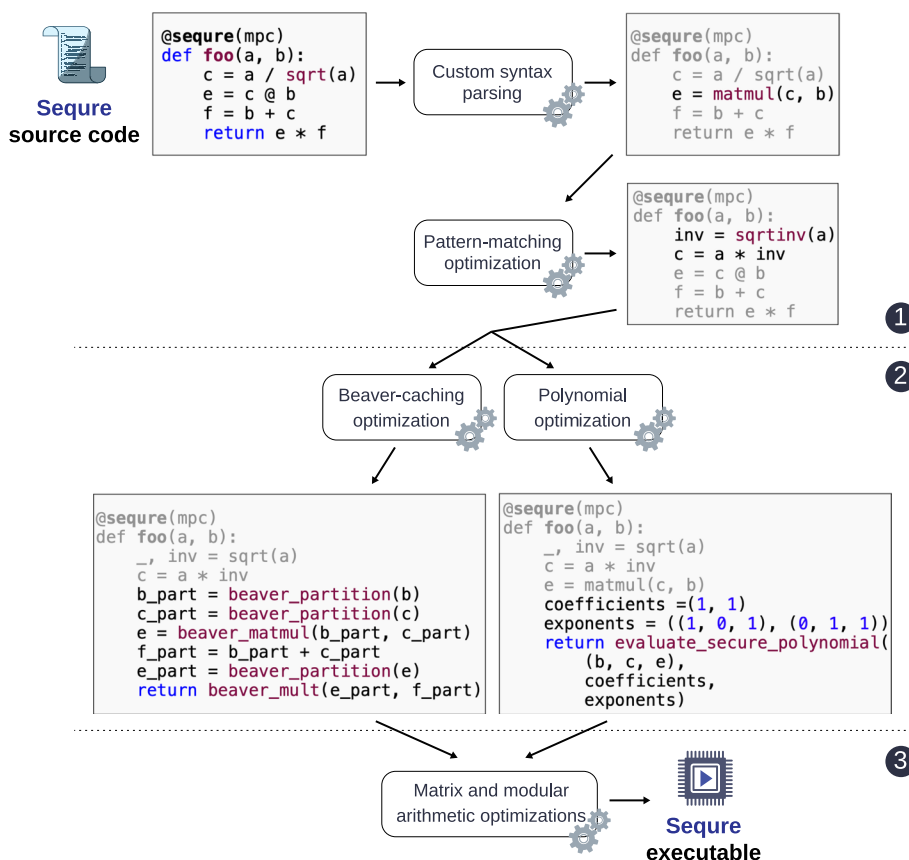 Sequre
source code
@sequre(mpc)
def foo(a, b):
    c = a / sqrt(a)
    e = c @ b
    f = b + c
    return e * f
Custom syntax
parsing
@sequre(mpc)
def foo(a, b):
    c = a / sqrt(a)
    e = matmul(c, b)
    f = b + c
    return e * f
Pattern-matching
optimization
@sequre(mpc)
def foo(a, b):
    inv = sqrtinv(a)
    c = a * inv
    e = c @ b
    f = b + c
    return e * f
1
2
Beaver-caching
optimization
Polynomial
optimization
@sequre(mpc)
def foo(a, b):
    _, inv = sqrt(a)
    c = a * inv
    b_part = beaver_partition(b)
    c_part = beaver_partition(c)
    e = beaver_matmul(b_part, c_part)
    f_part = b_part + c_part
    e_part = beaver_partition(e)
    return beaver_mult(e_part, f_part)
@sequre(mpc)
def foo(a, b):
    _, inv = sqrt(a)
    c = a * inv
    e = matmul(c, b)
    coefficients =(1, 1)
    exponents = ((1, 0, 1), (0, 1, 1))
    return evaluate_secure_polynomial(
        (b, c, e),
        coefficients,
        exponents)
3
Matrix and modular
arithmetic optimizations
Sequre
executable